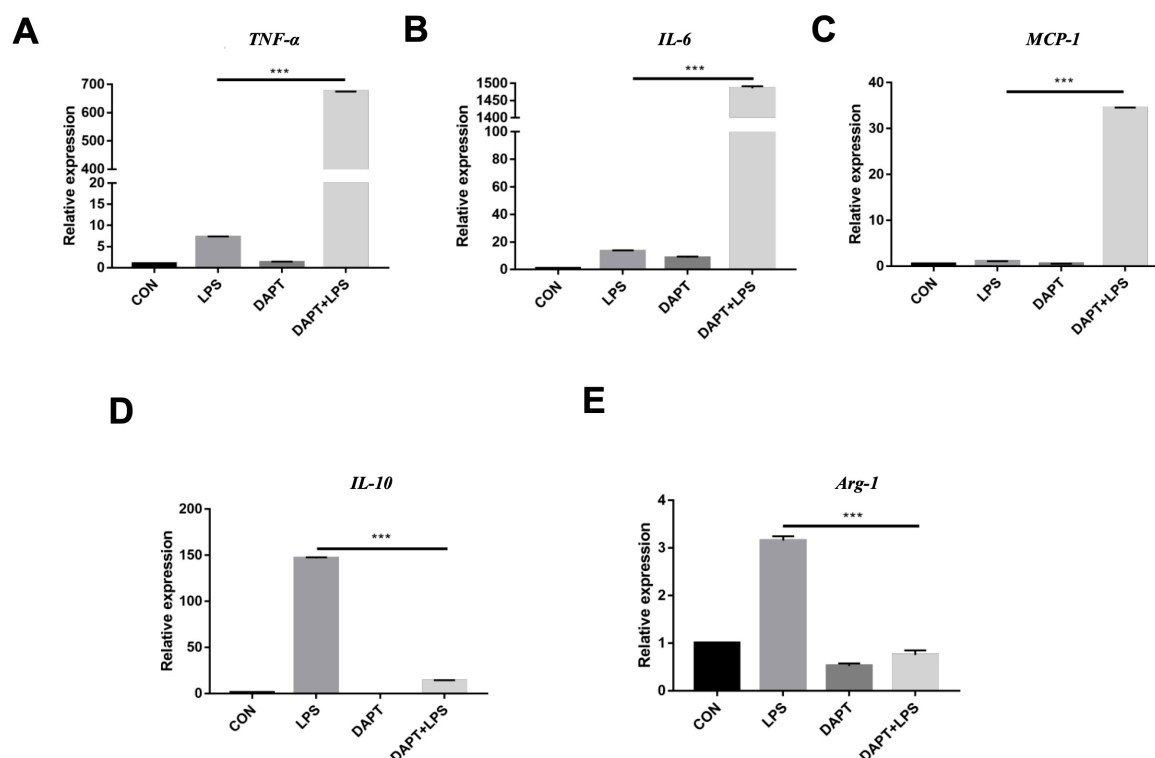 A
TNF-α
***
Relative expression
700
600
500
400
20
10
5
0
CON
LPS
DAPT
DAPT+LPS
B
IL-6
***
Relative expression
1500
1450
1400
100
80
60
40
20
0
CON
LPS
DAPT
DAPT+LPS
C
MCP-1
***
Relative expression
40
30
20
10
0
CON
LPS
DAPT
DAPT+LPS
D
IL-10
***
Relative expression
200
150
100
50
0
CON
LPS
DAPT
DAPT+LPS
E
Arg-1
***
Relative expression
4
3
2
1
0
CON
LPS
DAPT
DAPT+LPS